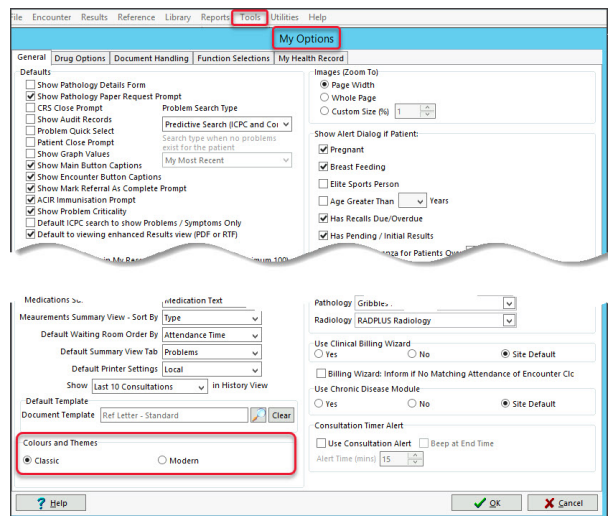 File Encounter Results Reference Library Reports Tools Utilities Help
My Options
General Drug Options Document Handling Function Selections My Health Record
Defaults
Show Pathology Details Form
Show Pathology Paper Request Prompt
CRS Close Prompt
Show Audit Records
Problem Quick Select
Patient Close Prompt
Show Graph Values
Show Main Button Captions
Show Encounter Button Captions
Show Mark Referral As Complete Prompt
ACIR Immunisation Prompt
Show Problem Criticality
Default ICPC search to show Problems / Symptoms Only
Default to viewing enhanced Results view (PDF or RTF)
Problem Search Type
Predictive Search (ICPC and Cor
Search type when no problems
exist for the patient
My Most Recent
Images (Zoom To)
Page Width
Whole Page
Custom Size (%) 1
Show Alert Dialog if Patient:
Pregnant
Breast Feeding
Elite Sports Person
Age Greater Than Years
Has Recalls Due/Overdue
Has Pending / Initial Results
for Patients Over
in My
100%
Medications Medication Text
Meaurements Summary View - Sort By Type
Default Waiting Room Order By Attendance Time
Default Summary View Tab Problems
Default Printer Settings Local
Show Last 10 Consultations in History View
Default Template
Document Template Ref Letter - Standard Clear
Colours and Themes
Classic Modern
Pathology Gribbles
Radiology RADPLUS Radiology
Use Clinical Billing Wizard
Yes No Site Default
Billing Wizard: Inform if No Matching Attendance of Encounter Clc
Use Chronic Disease Module
Yes No Site Default
Consultation Timer Alert
Use Consultation Alert Beep at End Time
Alert Time (mins) 15
Help OK Cancel